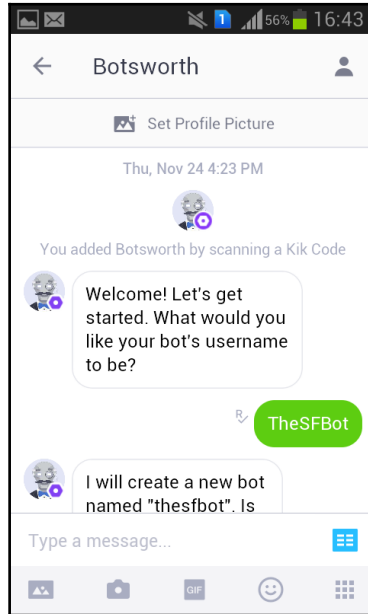 1 56% 16:43
Botsworth
Set Profile Picture
Thu, Nov 24 4:23 PM
You added Botsworth by scanning a Kik Code
Welcome! Let's get
started. What would you
like your bot's username
to be?
R
TheSFBot
I will create a new bot
named "thesfbot". Is
Type a message...
GIF